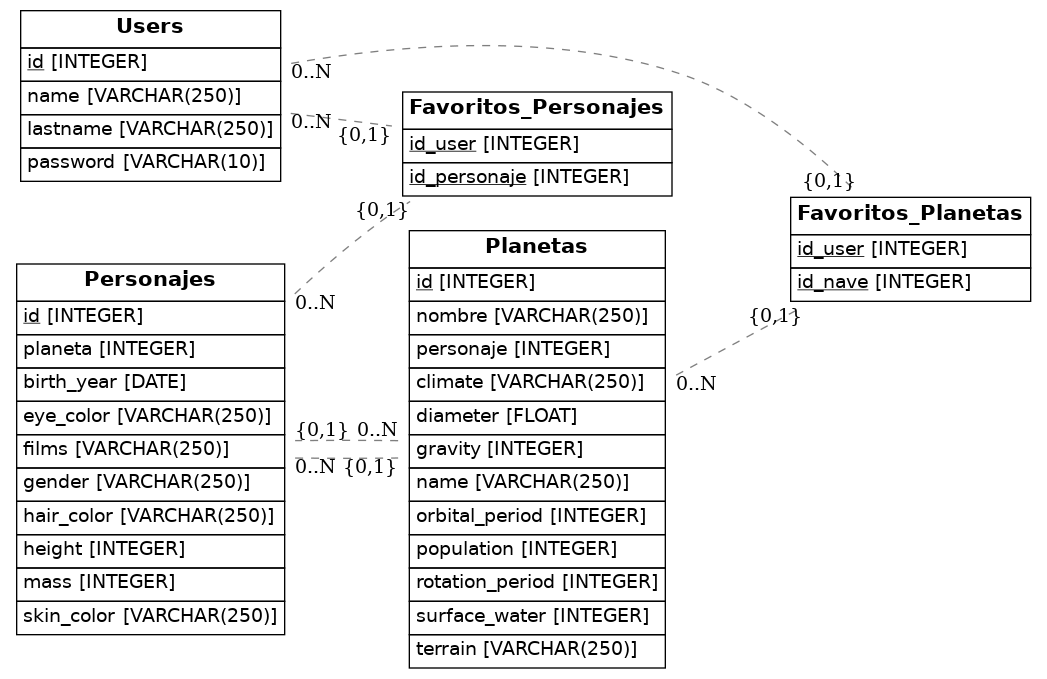 Users
id [INTEGER]
name [VARCHAR(250)]
lastname [VARCHAR(250)]
password [VARCHAR(10)]
0..N
0..N
{0,1}
Favoritos_Personajes
id_user [INTEGER]
id_personaje [INTEGER]
{0,1}
Favoritos_Planetas
id_user [INTEGER]
id_nave [INTEGER]
{0,1}
0..N
{0,1}
0..N
Personajes
id [INTEGER]
planeta [INTEGER]
birth_year [DATE]
eye_color [VARCHAR(250)]
films [VARCHAR(250)]
gender [VARCHAR(250)]
hair_color [VARCHAR(250)]
height [INTEGER]
mass [INTEGER]
skin_color [VARCHAR(250)]
{0,1} 0..N
0..N {0,1}
Planetas
id [INTEGER]
nombre [VARCHAR(250)]
personaje [INTEGER]
climate [VARCHAR(250)]
diameter [FLOAT]
gravity [INTEGER]
name [VARCHAR(250)]
orbital_period [INTEGER]
population [INTEGER]
rotation_period [INTEGER]
surface_water [INTEGER]
terrain [VARCHAR(250)]